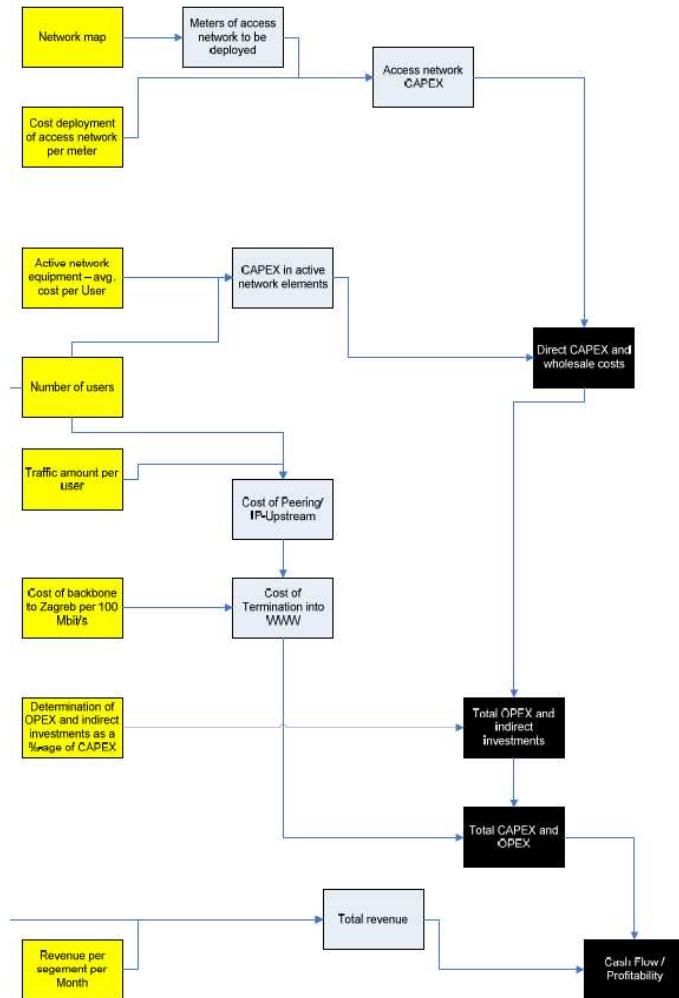 Network map
Meters of access
network to be
deployed
Access network
CAPEX
Cost deployment
of access network
per meter
Active network
equipment – avg.
cost per User
CAPEX in active
network elements
Direct CAPEX and
wholesale costs
Number of users
Traffic amount per
user
Cost of Peering/
IP-Upstream
Cost of backbone
to Zagreb per 100
Mbit/s
Cost of
Termination into
WWW
Determination of
OPEX and indirect
investments as a
%rage of CAPEX
Total OPEX and
indirect
investments
Total CAPEX and
OPEX
Total revenue
Revenue per
segement per
Month
Cash Flow /
Profitability